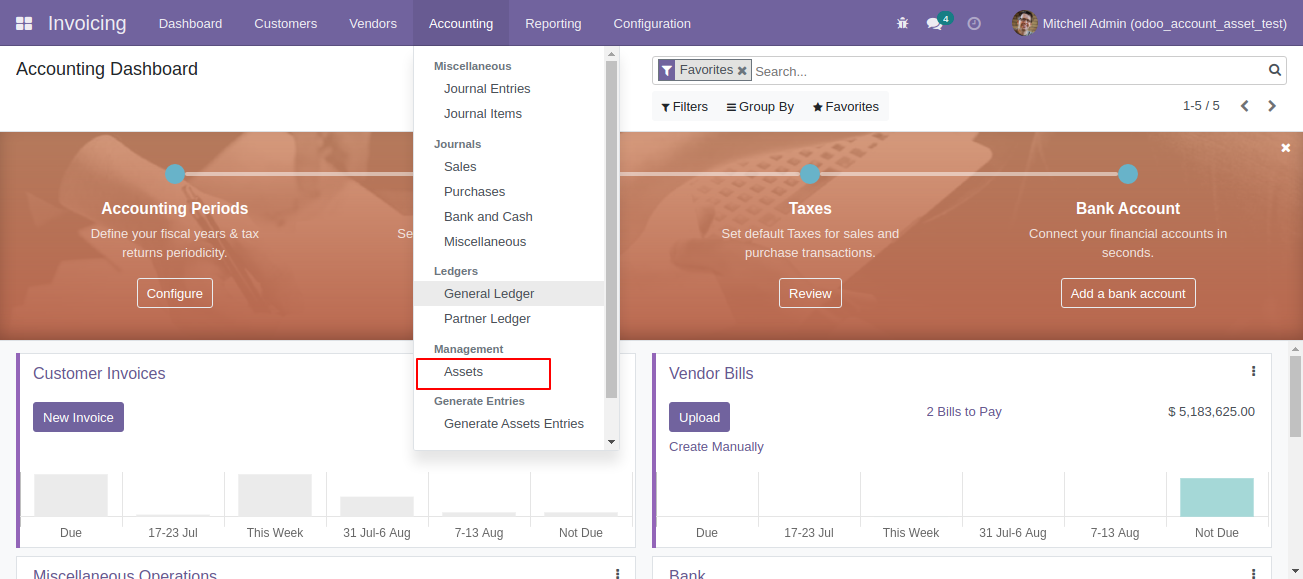 Invoicing Dashboard Customers Vendors Accounting Reporting Configuration 4 Mitchell Admin (odoo_account_asset_test)
Accounting Dashboard
Favorites Search...
Filters Group By Favorites 1-5 / 5
Miscellaneous
Journal Entries
Journal Items
Journals
Sales
Purchases
Bank and Cash
Miscellaneous
Ledgers
General Ledger
Partner Ledger
Management
Assets
Generate Entries
Generate Assets Entries
Accounting Periods
Define your fiscal years & tax
returns periodicity.
Configure
Se
Taxes
Set default Taxes for sales and
purchase transactions.
Review
Bank Account
Connect your financial accounts in
seconds.
Add a bank account
Customer Invoices
New Invoice
Due 17-23 Jul This Week 31 Jul-6 Aug 7-13 Aug Not Due
Vendor Bills
Upload 2 Bills to Pay $ 5,183,625.00
Create Manually
Due 17-23 Jul This Week 31 Jul-6 Aug 7-13 Aug Not Due
Miscellaneous Operations
Bank